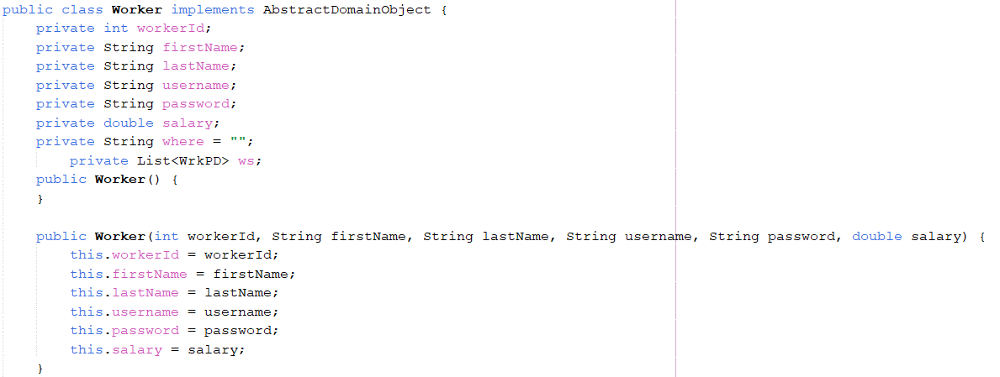 public class Worker implements AbstractDomainObject {
    private int workerId;
    private String firstName;
    private String lastName;
    private String username;
    private String password;
    private double salary;
    private String where = "";
        private List<WrkPD> ws;
    public Worker() {
    }
    public Worker(int workerId, String firstName, String lastName, String username, String password, double salary) {
        this.workerId = workerId;
        this.firstName = firstName;
        this.lastName = lastName;
        this.username = username;
        this.password = password;
        this.salary = salary;
    }